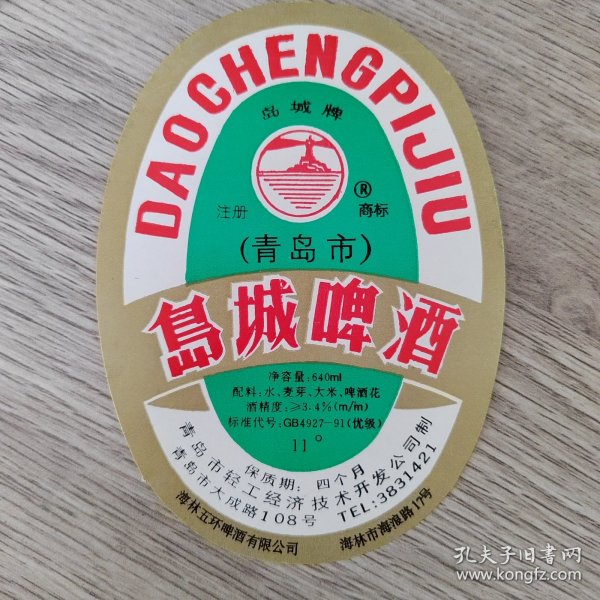 DAOCHENGPIJIU
岛城牌
注册 ® 商标
(青岛市)
島城啤酒
净容量:640ml
配料:水、麦芽、大米、啤酒花
酒精度:≥3.4%(m/m)
标准代号:GB4927-91(优级)
11°
保质期:四个月
青岛市轻工经济技术开发公司制
青岛市大成路108号 TEL:3831421
海林五环啤酒有限公司 海林市海淮路17号
孔夫子旧书网
www.kongfz.com